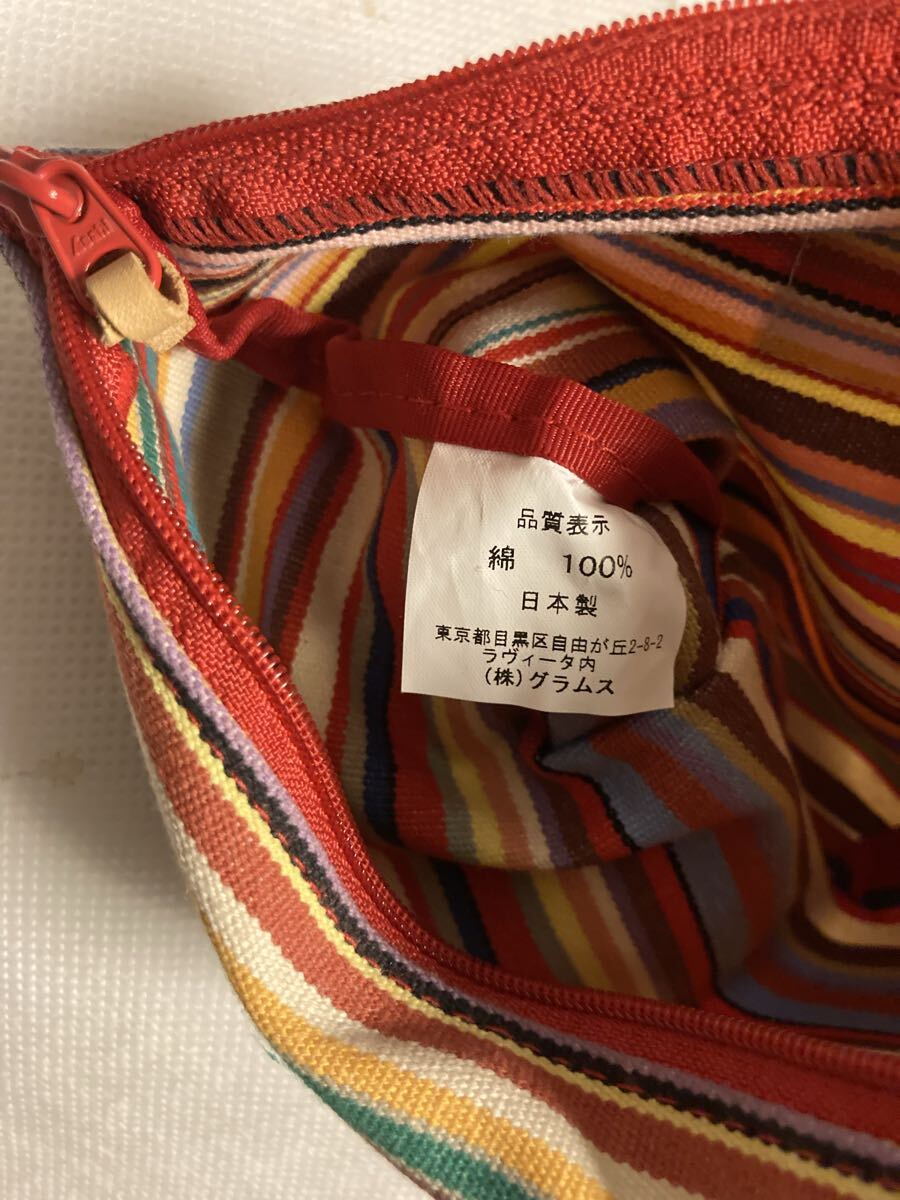 品質表示
綿 100%
日本製
東京都目黒区自由が丘2-8-2
ラヴィータ内
(株)グラムス